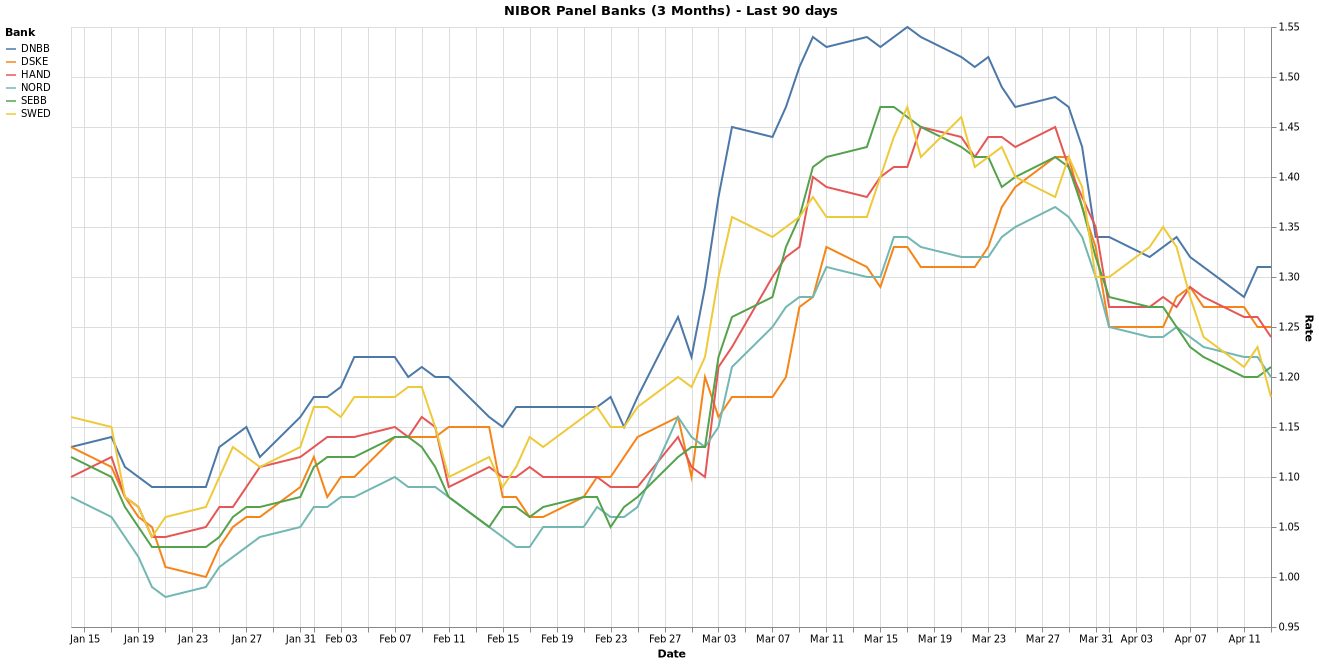 NIBOR Panel Banks (3 Months) - Last 90 days
Bank
DNBB
DSKE
HAND
NORD
SEBB
SWED
1.55
1.50
1.45
1.40
1.35
1.30
1.25
1.20
1.15
1.10
1.05
1.00
0.95
Rate
Jan 15 Jan 19 Jan 23 Jan 27 Jan 31 Feb 03 Feb 07 Feb 11 Feb 15 Feb 19 Feb 23 Feb 27 Mar 03 Mar 07 Mar 11 Mar 15 Mar 19 Mar 23 Mar 27 Mar 31 Apr 03 Apr 07 Apr 11
Date